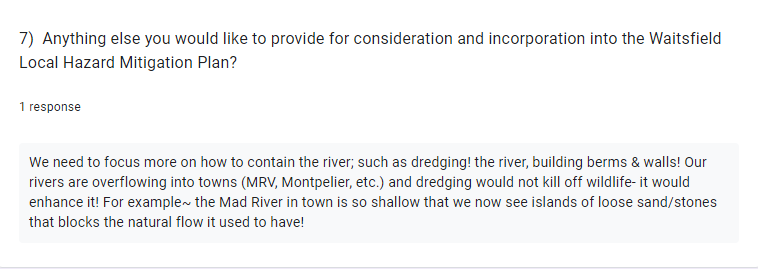 7)  Anything else you would like to provide for consideration and incorporation into the Waitsfield
Local Hazard Mitigation Plan?
1 response
We need to focus more on how to contain the river; such as dredging! the river, building berms & walls! Our
rivers are overflowing into towns (MRV, Montpelier, etc.) and dredging would not kill off wildlife- it would
enhance it! For example~ the Mad River in town is so shallow that we now see islands of loose sand/stones
that blocks the natural flow it used to have!